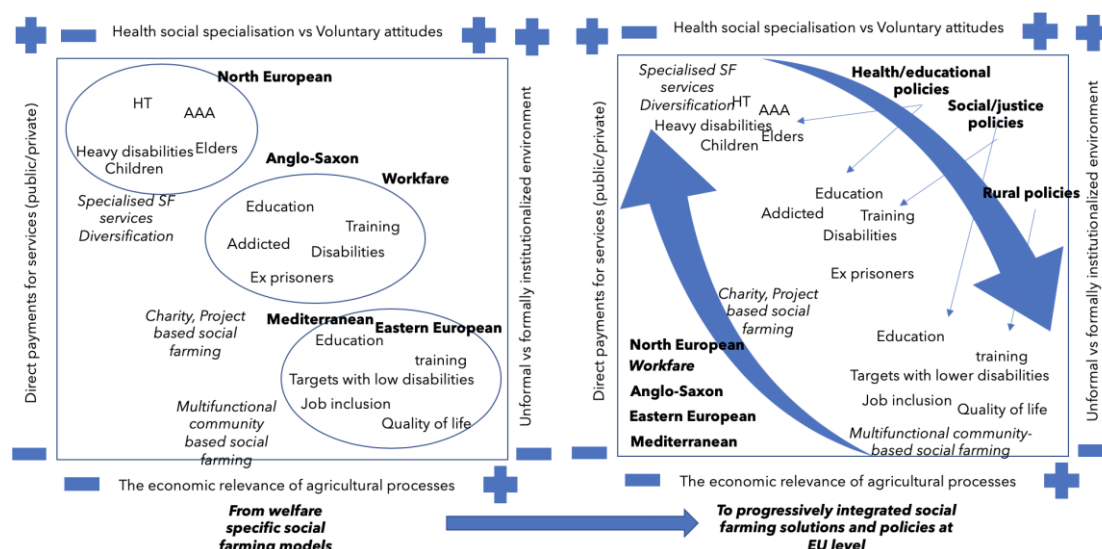 Health social specialisation vs Voluntary attitudes
Direct payments for services (public/private)
North European
HT
AAA
Heavy disabilities
Elders
Children
Specialised SF
services
Diversification
Anglo-Saxon
Workfare
Education
Training
Addicted
Disabilities
Ex prisoners
Charity, Project
based social
farming
Mediterranean
Eastern European
Education
training
Targets with low disabilities
Job inclusion
Quality of life
Multifunctional
community
based social
farming
Unformal vs formally institutionalized environment
The economic relevance of agricultural processes
From welfare
specific social
farming models
Health social specialisation vs Voluntary attitudes
Direct payments for services (public/private)
Specialised SF
services
Diversification
HT
AAA
Heavy disabilities
Elders
Children
Health/educational
policies
Social/justice
policies
Rural policies
Education
Addicted
Training
Disabilities
Ex prisoners
Charity, Project
based social
farming
North European
Workfare
Anglo-Saxon
Eastern European
Mediterranean
Education
training
Targets with lower disabilities
Job inclusion
Quality of life
Multifunctional community-
based social farming
Unformal vs formally institutionalized environment
The economic relevance of agricultural processes
To progressively integrated social
farming solutions and policies at
EU level